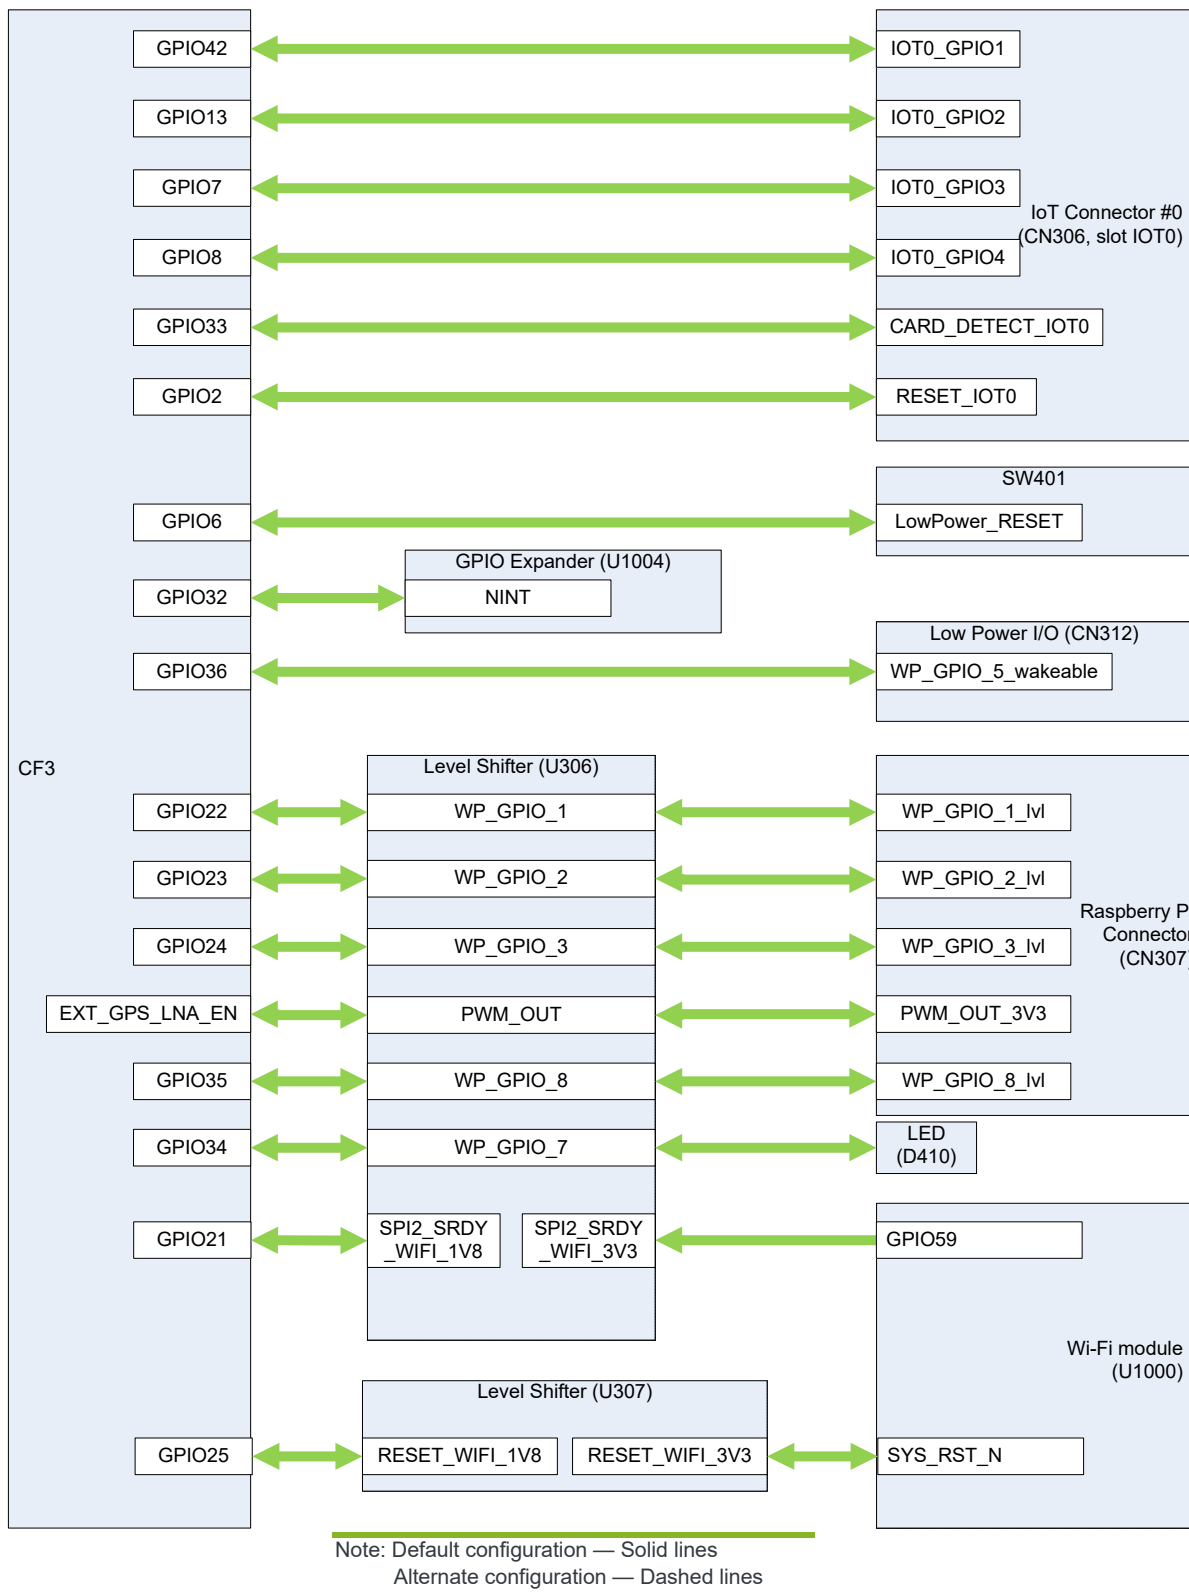 GPIO42
IOT0_GPIO1
GPIO13
IOT0_GPIO2
GPIO7
IOT0_GPIO3
IoT Connector #0
(CN306, slot IOT0)
GPIO8
IOT0_GPIO4
GPIO33
CARD_DETECT_IOT0
GPIO2
RESET_IOT0
SW401
GPIO6
LowPower_RESET
GPIO Expander (U1004)
GPIO32
NINT
Low Power I/O (CN312)
GPIO36
WP_GPIO_5_wakeable
CF3
Level Shifter (U306)
GPIO22
WP_GPIO_1
WP_GPIO_1_lvl
GPIO23
WP_GPIO_2
WP_GPIO_2_lvl
Raspberry P
Connector
(CN307)
GPIO24
WP_GPIO_3
WP_GPIO_3_lvl
EXT_GPS_LNA_EN
PWM_OUT
PWM_OUT_3V3
GPIO35
WP_GPIO_8
WP_GPIO_8_lvl
GPIO34
WP_GPIO_7
LED
(D410)
GPIO21
SPI2_SRDY
_WIFI_1V8
SPI2_SRDY
_WIFI_3V3
GPIO59
Wi-Fi module
(U1000)
Level Shifter (U307)
GPIO25
RESET_WIFI_1V8
RESET_WIFI_3V3
SYS_RST_N
Note: Default configuration — Solid lines
Alternate configuration — Dashed lines